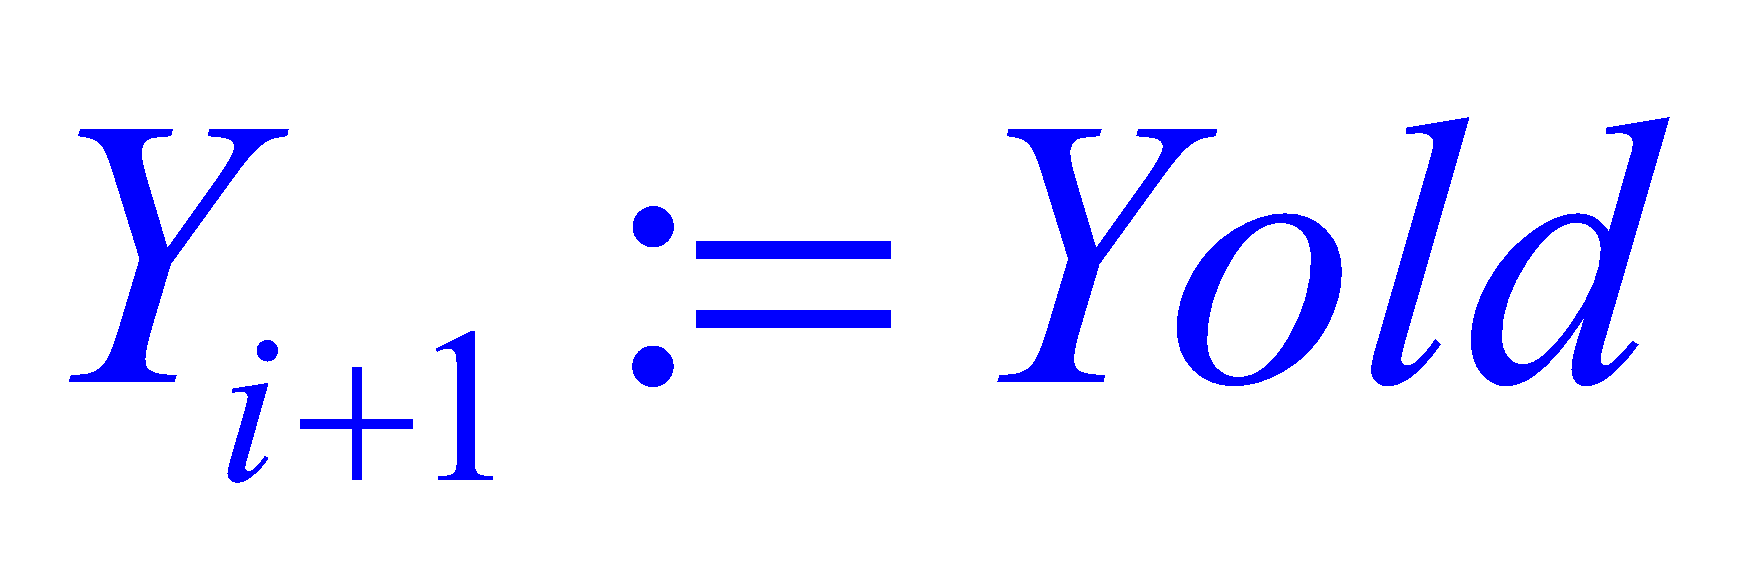 Y_{i+1} := Yold